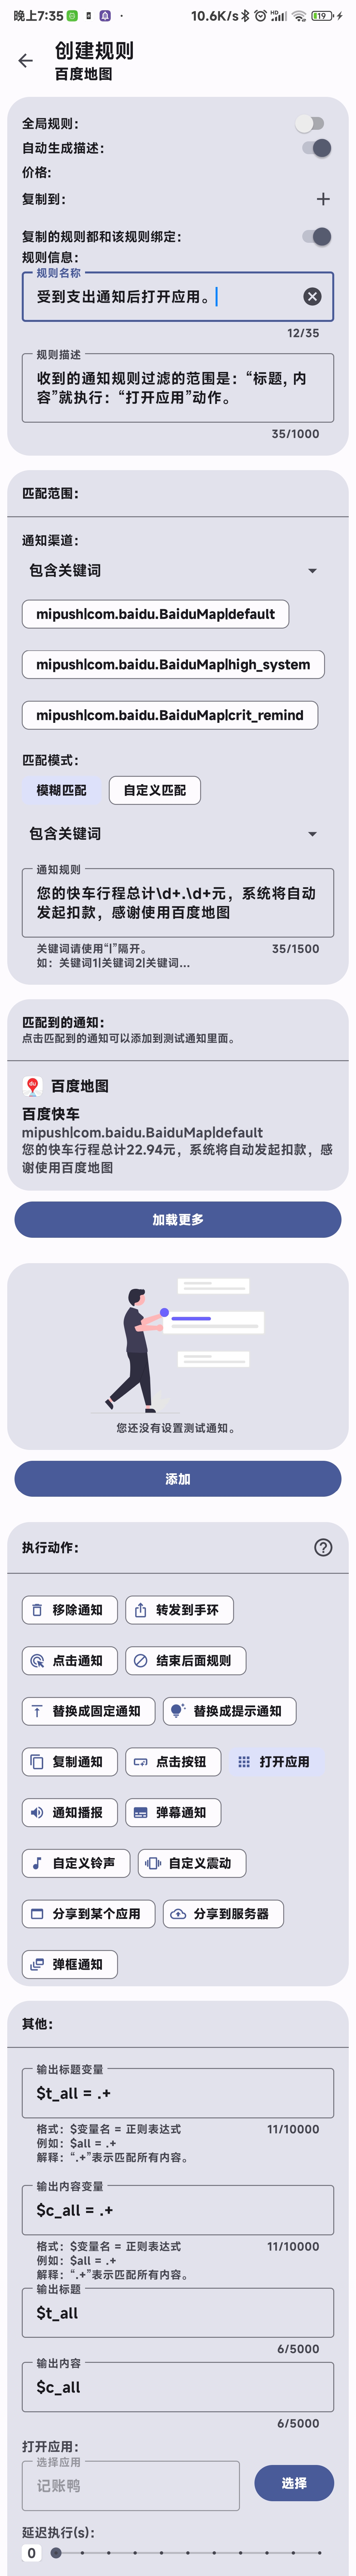 晚上7:35
10.6K/s
HD
19
创建规则
百度地图
全局规则：
自动生成描述：
价格：
复制到：
复制的规则都和该规则绑定：
规则信息：
规则名称
受到支出通知后打开应用。
12/35
规则描述
收到的通知规则过滤的范围是：“标题, 内
容”就执行：“打开应用”动作。
35/1000
匹配范围：
通知渠道：
包含关键词
mipush|com.baidu.BaiduMap|default
mipush|com.baidu.BaiduMap|high_system
mipush|com.baidu.BaiduMap|crit_remind
匹配模式：
模糊匹配 自定义匹配
包含关键词
通知规则
您的快车行程总计\d+.\d+元，系统将自动
发起扣款，感谢使用百度地图
关键词请使用“|”隔开。 35/1500
如：关键词1|关键词2|关键词...
匹配到的通知：
点击匹配到的通知可以添加到测试通知里面。
百度地图
百度快车
mipush|com.baidu.BaiduMap|default
您的快车行程总计22.94元，系统将自动发起扣款，感
谢使用百度地图
加载更多
您还没有设置测试通知。
添加
执行动作：
移除通知 转发到手环
点击通知 结束后面规则
替换成固定通知 替换成提示通知
复制通知 点击按钮 打开应用
通知播报 弹幕通知
自定义铃声 自定义震动
分享到某个应用 分享到服务器
弹框通知
其他：
输出标题变量
$t_all = .+
格式：$变量名 = 正则表达式 11/10000
例如：$all = .+
解释：“.+”表示匹配所有内容。
输出内容变量
$c_all = .+
格式：$变量名 = 正则表达式 11/10000
例如：$all = .+
解释：“.+”表示匹配所有内容。
输出标题
$t_all
6/5000
输出内容
$c_all
6/5000
打开应用：
选择应用
记账鸭 选择
延迟执行(s)：
0